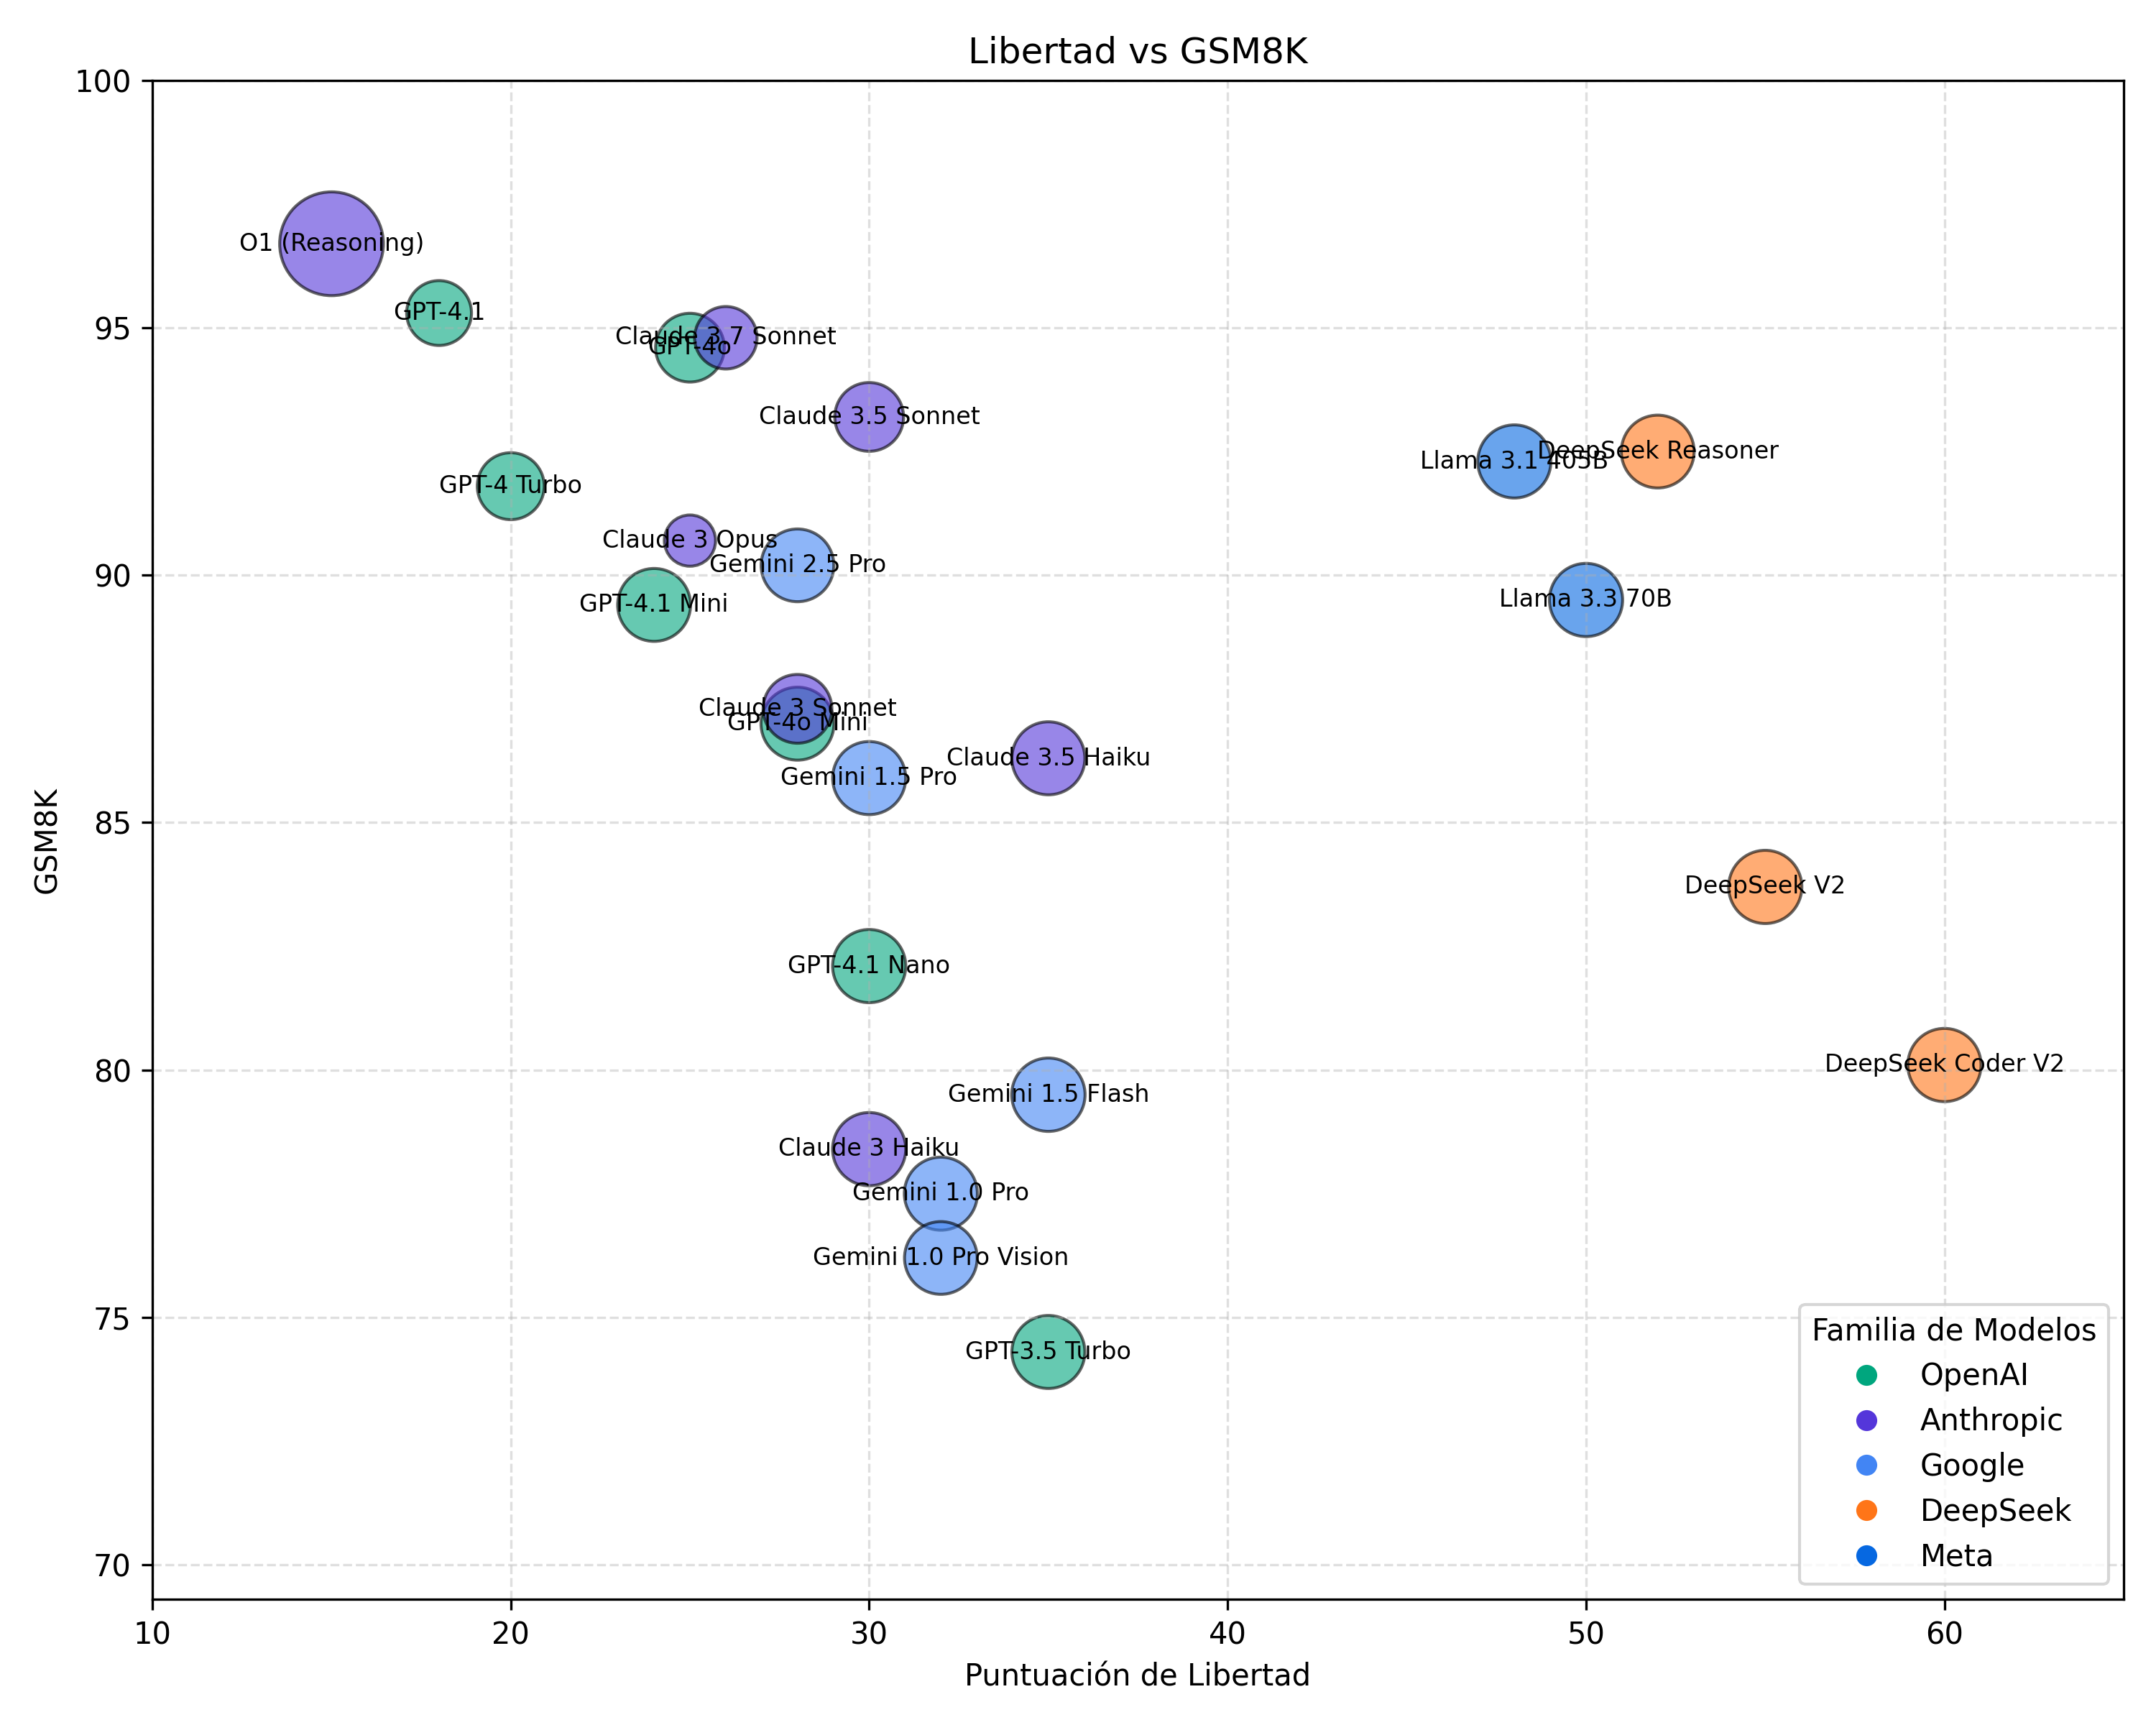 Libertad vs GSM8K
100
95
90
85
80
75
70
GSM8K
O1 (Reasoning)
GPT-4.1
Claude 3.7 Sonnet
GPT-4o
Claude 3.5 Sonnet
Llama 3.1 405B
DeepSeek Reasoner
GPT-4 Turbo
Claude 3 Opus
Gemini 2.5 Pro
GPT-4.1 Mini
Llama 3.3 70B
Claude 3 Sonnet
GPT-4o Mini
Gemini 1.5 Pro
Claude 3.5 Haiku
DeepSeek V2
GPT-4.1 Nano
DeepSeek Coder V2
Gemini 1.5 Flash
Claude 3 Haiku
Gemini 1.0 Pro
Gemini 1.0 Pro Vision
GPT-3.5 Turbo
Familia de Modelos
OpenAI
Anthropic
Google
DeepSeek
Meta
10 20 30 40 50 60
Puntuación de Libertad